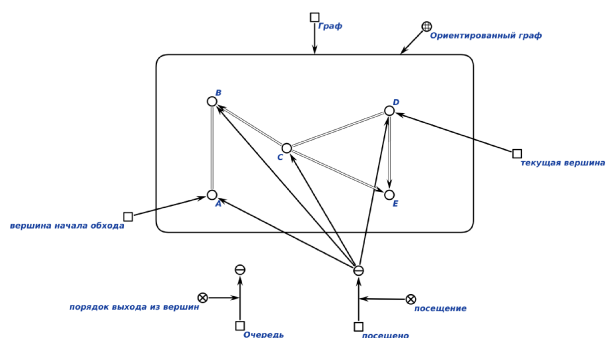 Граф
Ориентированный граф
B
D
C
текущая вершина
A
E
вершина начала обхода
порядок выхода из вершин
посещение
Очередь
посещено